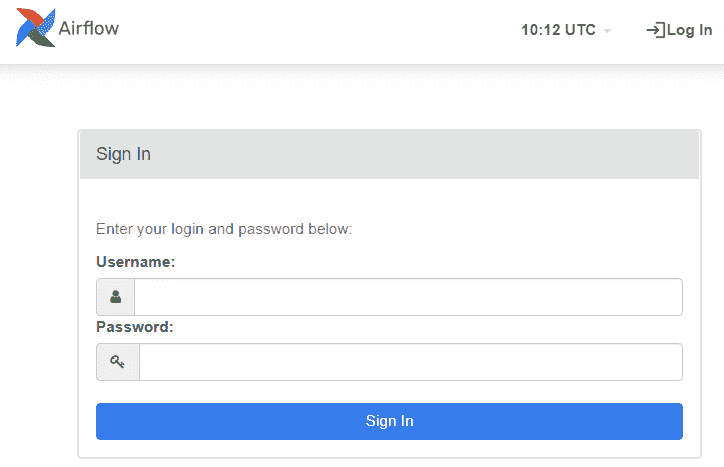 Airflow
10:12 UTC
Log In
Sign In
Enter your login and password below:
Username:
Password:
Sign In